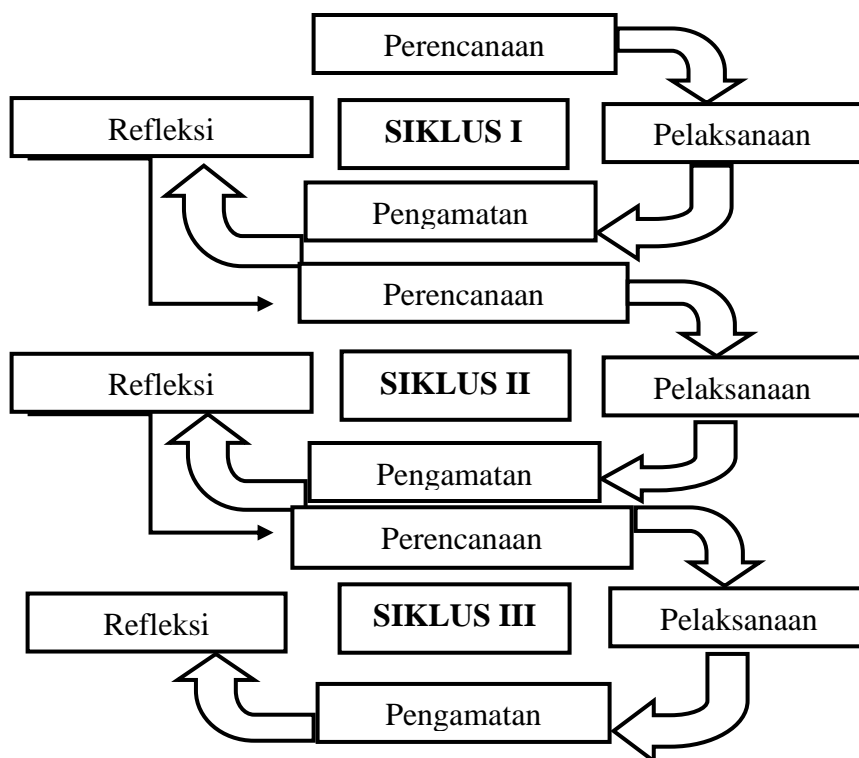 Perencanaan
Refleksi
SIKLUS I
Pelaksanaan
Pengamatan
Perencanaan
Refleksi
SIKLUS II
Pelaksanaan
Pengamatan
Perencanaan
Refleksi
SIKLUS III
Pelaksanaan
Pengamatan